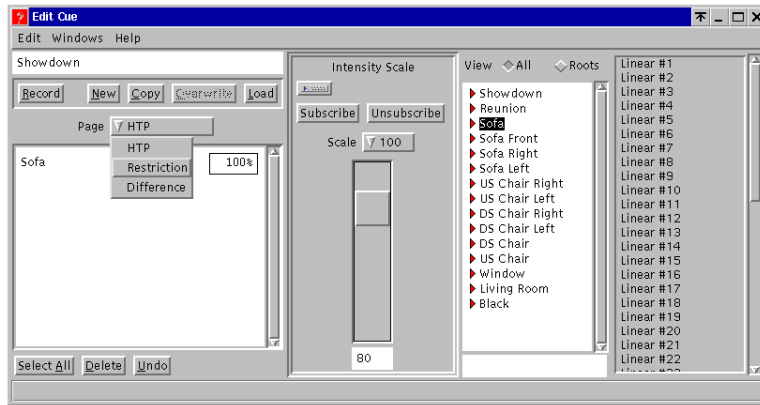 Edit Cue
Edit Windows Help
Showdown
Record New Copy Overwrite Load
Page HTP
HTP
Restriction
Difference
Sofa 100%
Select All Delete Undo
Intensity Scale
Subscribe Unsubscribe
Scale 100
80
View All Roots
Showdown
Reunion
Sofa
Sofa Front
Sofa Right
Sofa Left
US Chair Right
US Chair Left
DS Chair Right
DS Chair Left
DS Chair
US Chair
Window
Living Room
Black
Linear #1
Linear #2
Linear #3
Linear #4
Linear #5
Linear #6
Linear #7
Linear #8
Linear #9
Linear #10
Linear #11
Linear #12
Linear #13
Linear #14
Linear #15
Linear #16
Linear #17
Linear #18
Linear #19
Linear #20
Linear #21
Linear #22